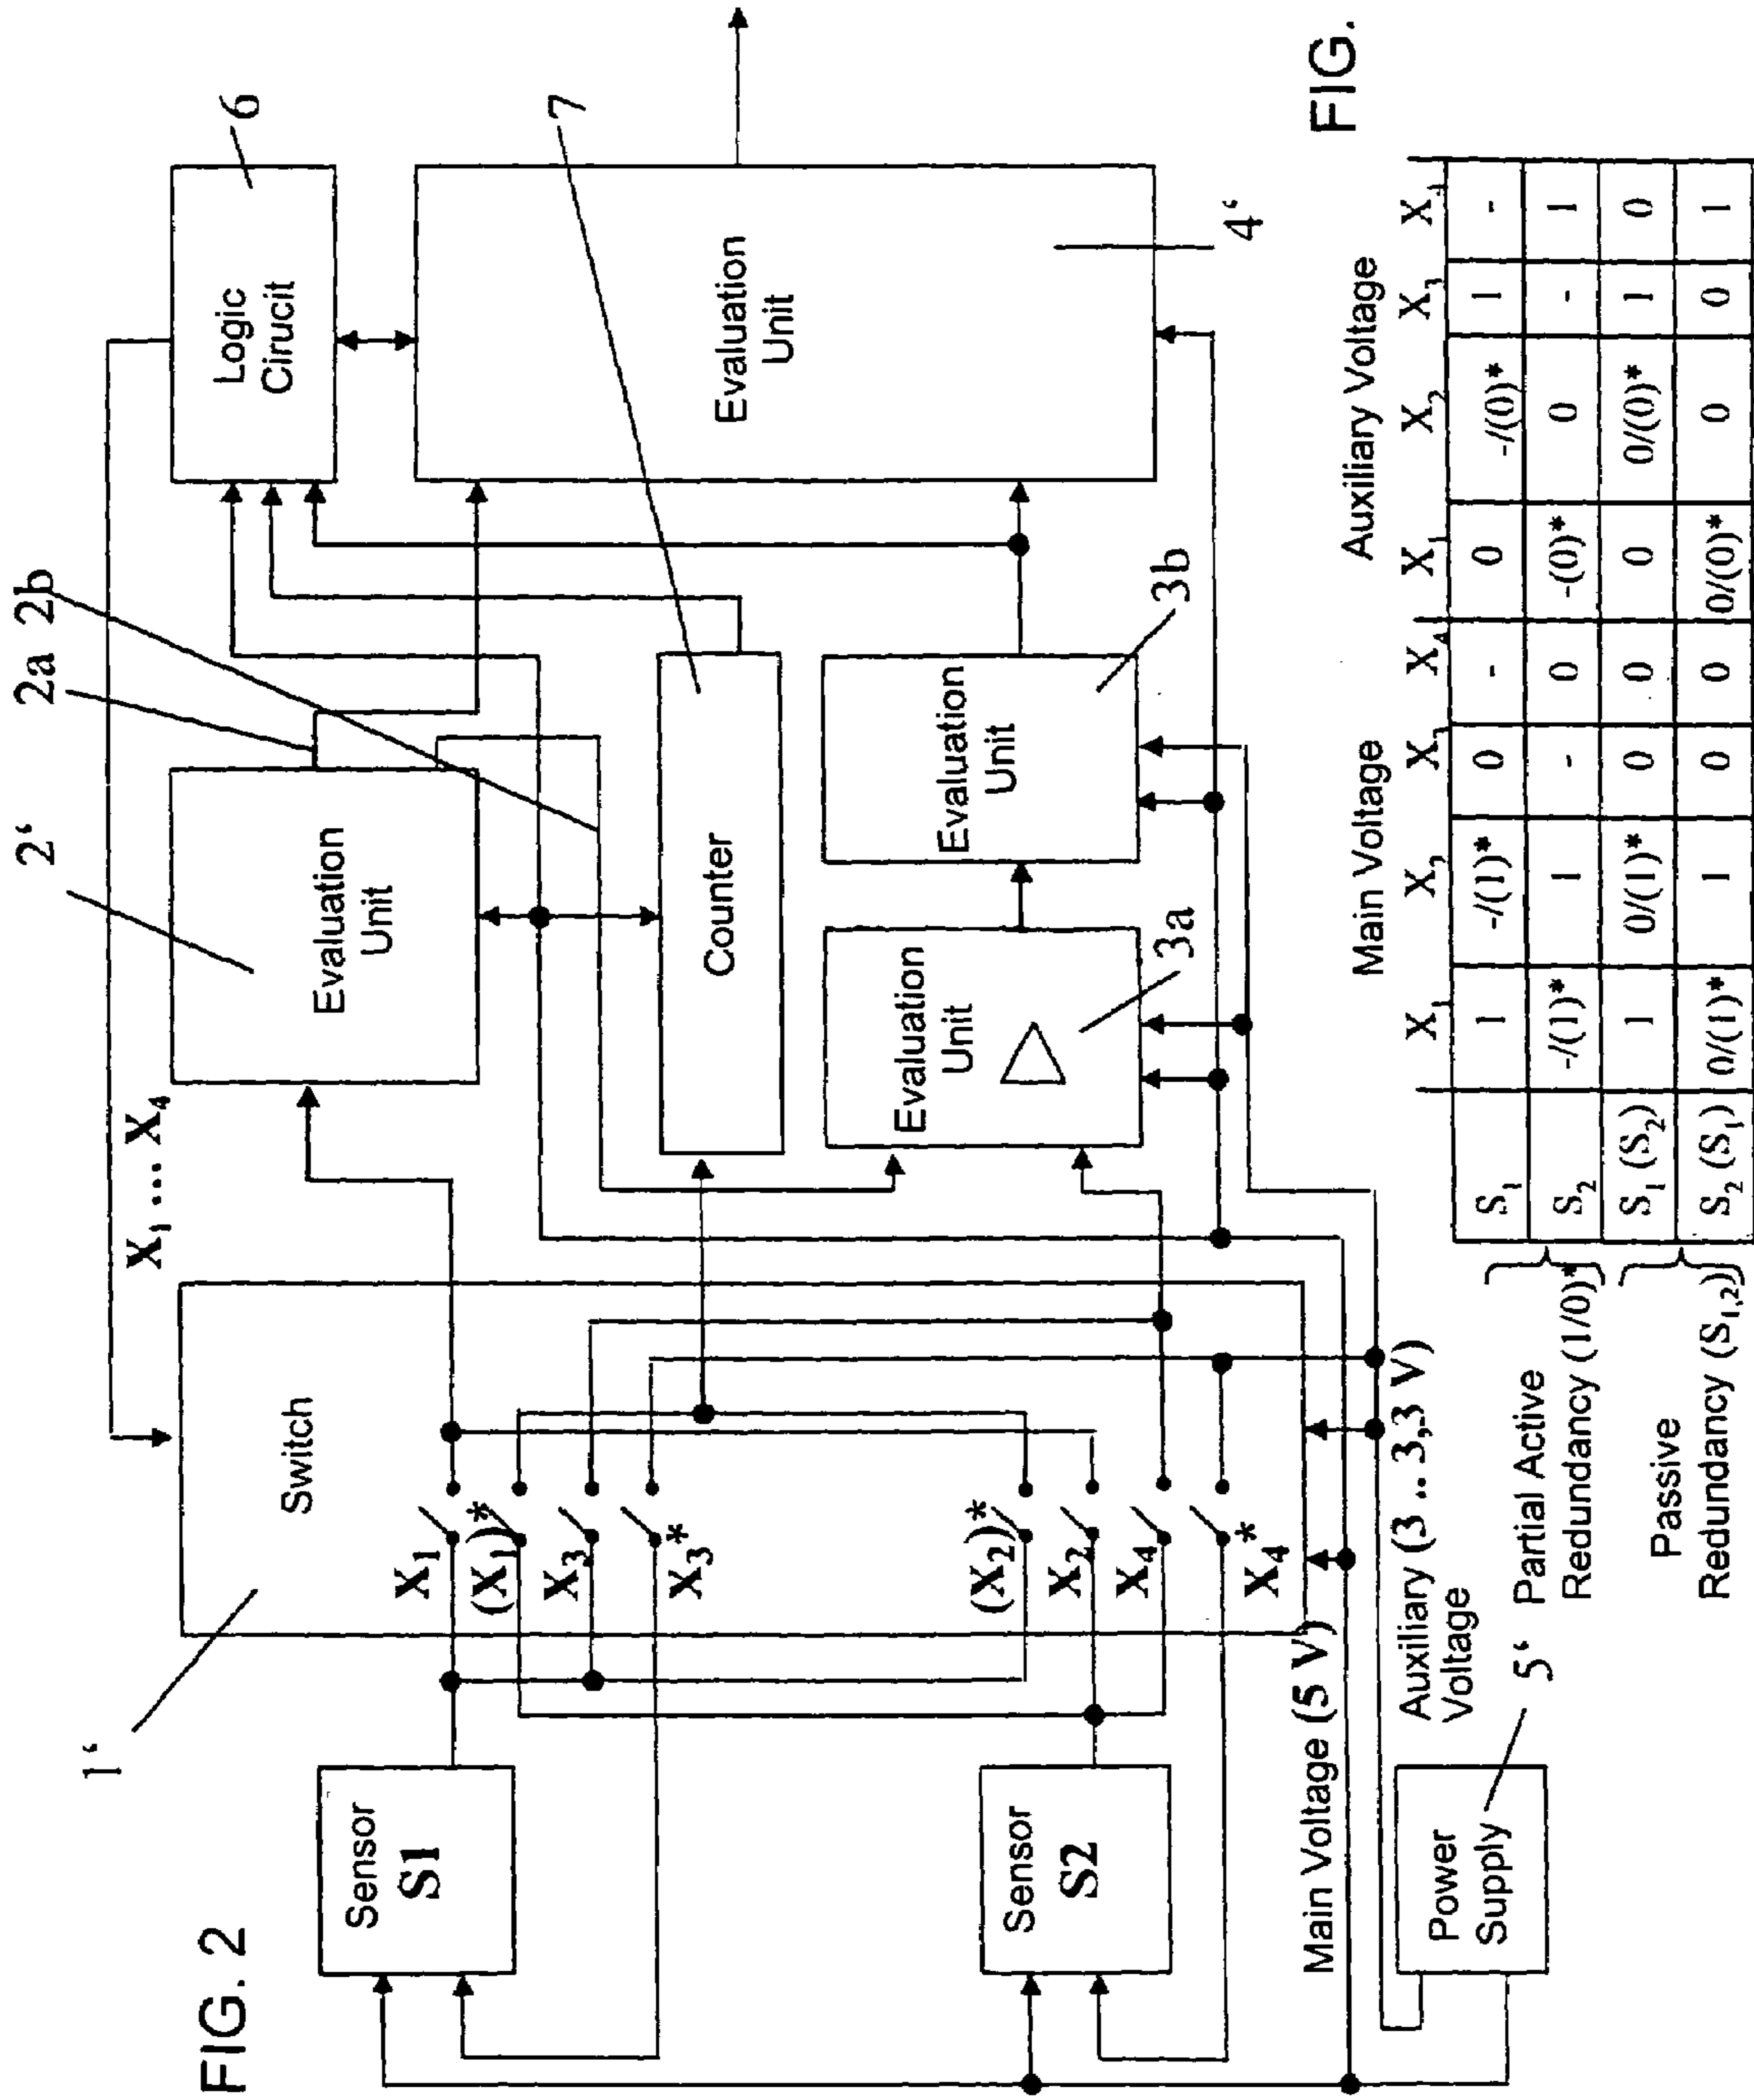 FIG. 2
1‘
2‘
2a
2b
6
7
X₁ ... X₄
Switch
Evaluation
Unit
Logic
Cirucit
Sensor
S1
X₁
(X₁)*
X₃
X₃*
Counter
Evaluation
Unit
4‘
Sensor
S2
(X₂)*
X₂
X₄
X₄*
Evaluation
Unit
3a
Evaluation
Unit
3b
Main Voltage (5 V)
Auxiliary (3 .. 3,3 V)
Voltage
Power
Supply
5‘
FIG.
Main Voltage Auxiliary Voltage
X₁ X₂ X₃ X₄ X₁ X₂ X₃ X₄
Partial Active
Redundancy (1/0)*
S₁ 1 -/(1)* 0 - 0 -/(0)* 1 -
S₂ -/(1)* 1 - 0 -(0)* 0 - 1
Passive
Redundancy (S₁,₂)
S₁ (S₂) 1 0/(1)* 0 0 0 0/(0)* 1 0
S₂ (S₁) 0/(1)* 1 0 0 0/(0)* 0 0 1